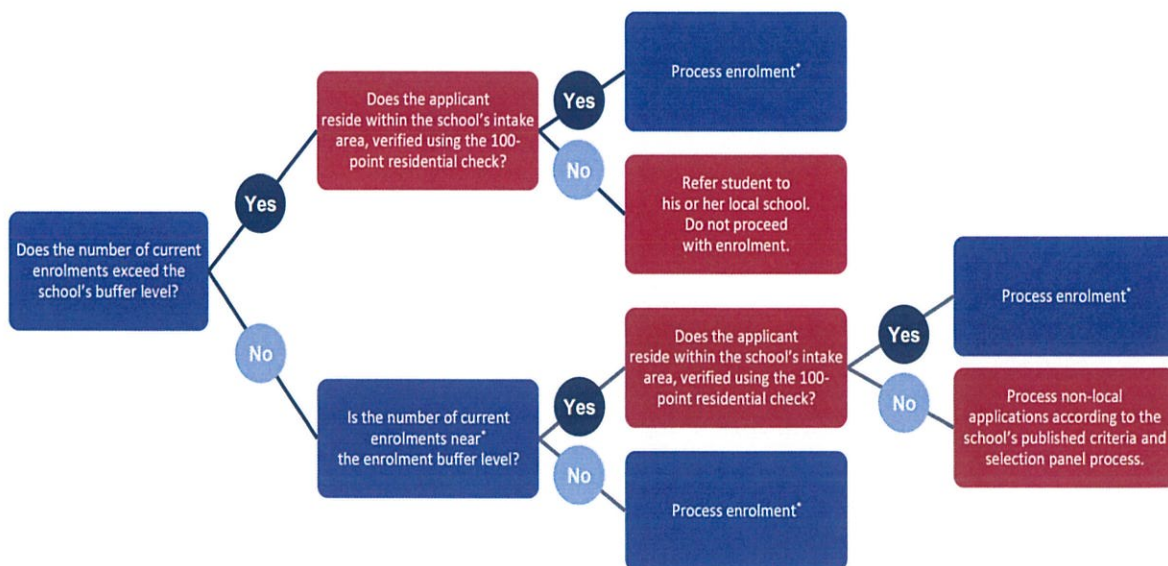 Does the number of current
enrolments exceed the
school's buffer level?
Yes
Does the applicant
reside within the school's intake
area, verified using the 100-
point residential check?
Yes
Process enrolment*
No
Refer student to
his or her local school.
Do not proceed
with enrolment.
No
Is the number of current
enrolments near*
the enrolment buffer level?
Yes
Does the applicant
reside within the school's intake
area, verified using the 100-
point residential check?
Yes
Process enrolment*
No
Process non-local
applications according to the
school's published criteria and
selection panel process.
No
Process enrolment*